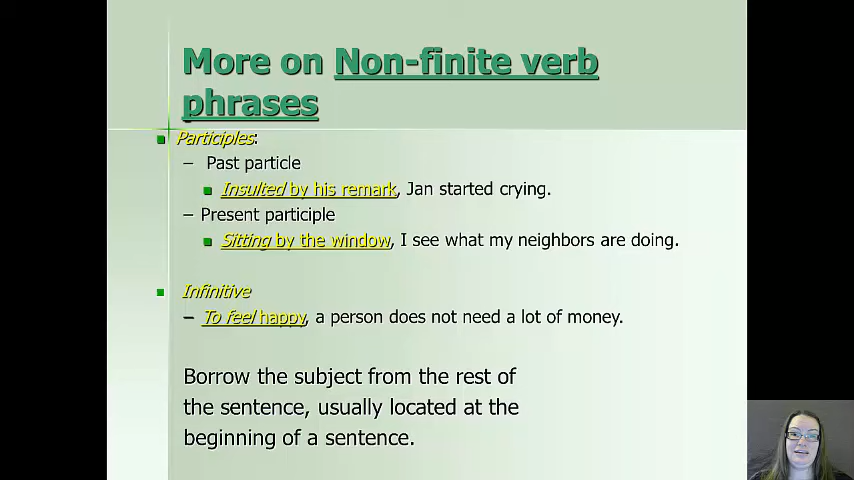 More on Non-finite verb
phrases
Participles:
– Past particle
Insulted by his remark, Jan started crying.
– Present participle
Sitting by the window, I see what my neighbors are doing.
Infinitive
– To feel happy, a person does not need a lot of money.
Borrow the subject from the rest of
the sentence, usually located at the
beginning of a sentence.